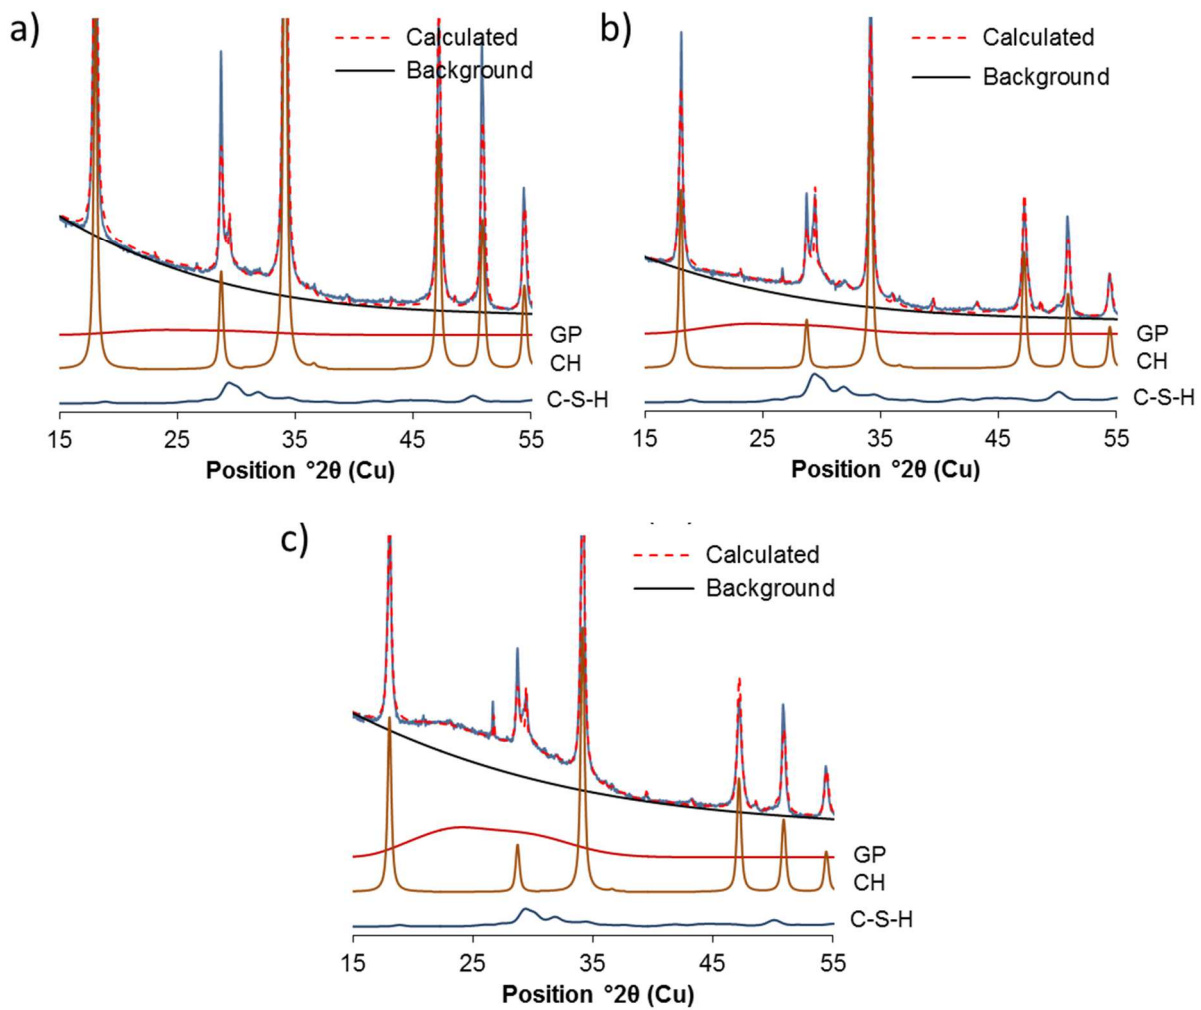 a)
Calculated
Background
GP
CH
C-S-H
15 25 35 45 55
Position °2θ (Cu)
b)
Calculated
Background
GP
CH
C-S-H
15 25 35 45 55
Position °2θ (Cu)
c)
Calculated
Background
GP
CH
C-S-H
15 25 35 45 55
Position °2θ (Cu)